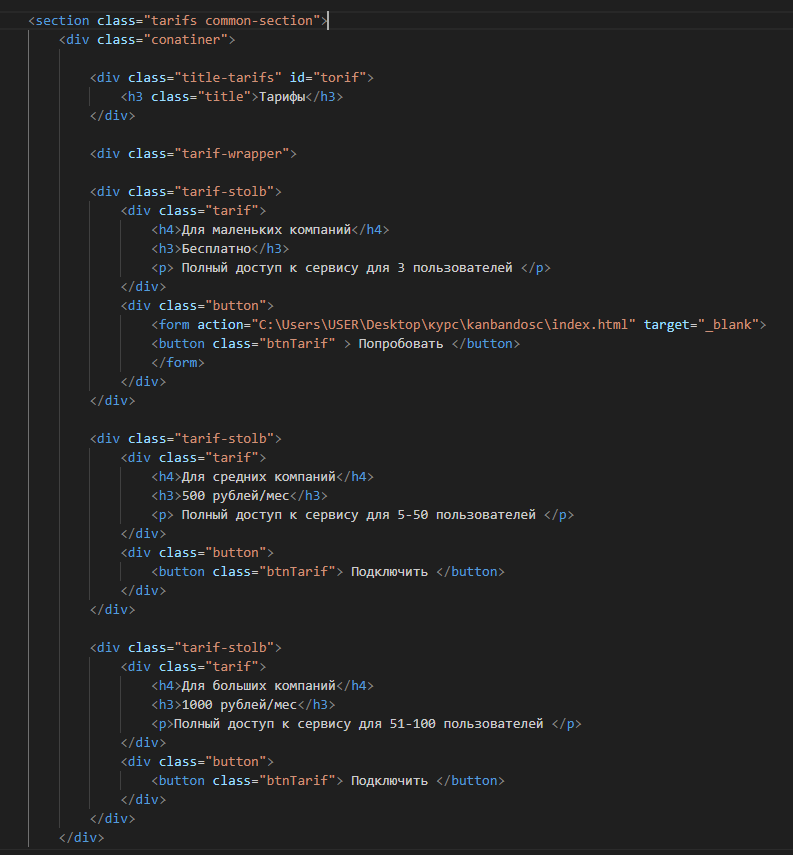 <section class="tarifs common-section">
<div class="conatiner">
<div class="title-tarifs" id="torif">
<h3 class="title">Тарифы</h3>
</div>
<div class="tarif-wrapper">
<div class="tarif-stolb">
<div class="tarif">
<h4>Для маленьких компаний</h4>
<h3>Бесплатно</h3>
<p> Полный доступ к сервису для 3 пользователей </p>
</div>
<div class="button">
<form action="C:\Users\USER\Desktop\курс\kanbandosc\index.html" target="_blank">
<button class="btnTarif" > Попробовать </button>
</form>
</div>
</div>
<div class="tarif-stolb">
<div class="tarif">
<h4>Для средних компаний</h4>
<h3>500 рублей/мес</h3>
<p> Полный доступ к сервису для 5-50 пользователей </p>
</div>
<div class="button">
<button class="btnTarif"> Подключить </button>
</div>
</div>
<div class="tarif-stolb">
<div class="tarif">
<h4>Для больших компаний</h4>
<h3>1000 рублей/мес</h3>
<p>Полный доступ к сервису для 51-100 пользователей </p>
</div>
<div class="button">
<button class="btnTarif"> Подключить </button>
</div>
</div>
</div>